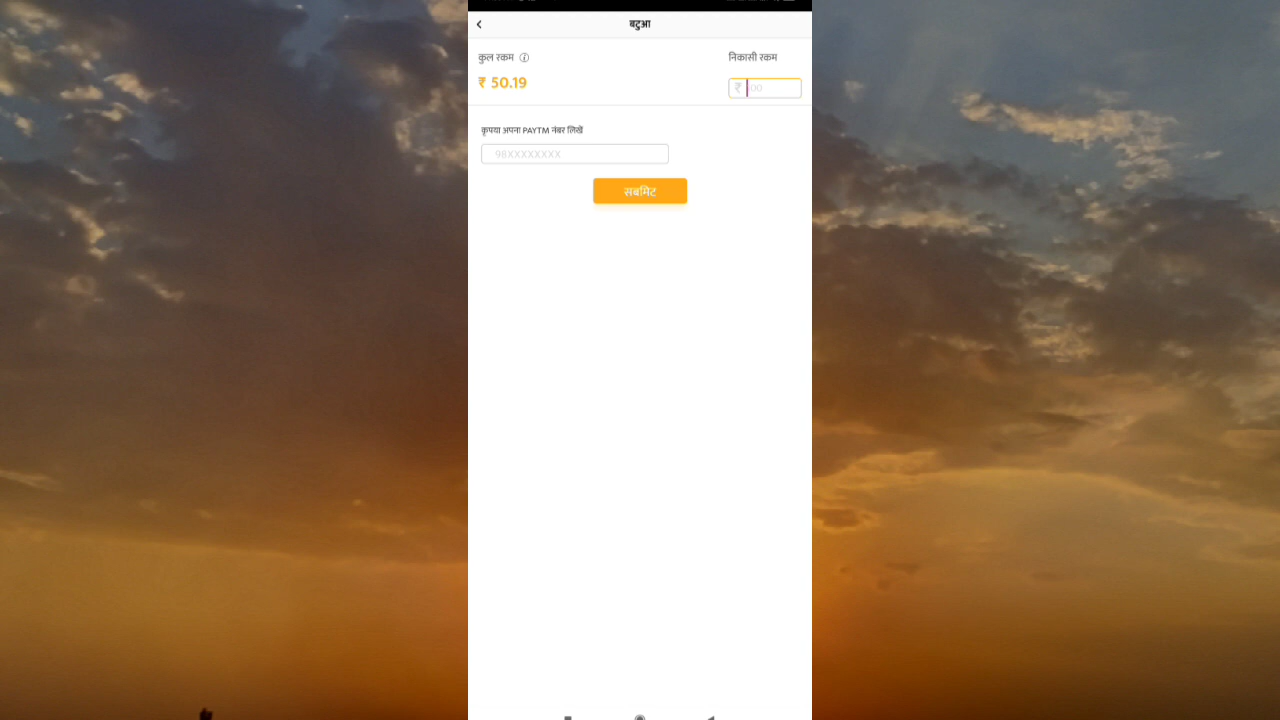 बटुआ
कुल रकम
निकासी रकम
₹ 50.19
₹
कृपया अपना PAYTM नंबर लिखें
98XXXXXXXX
सबमिट